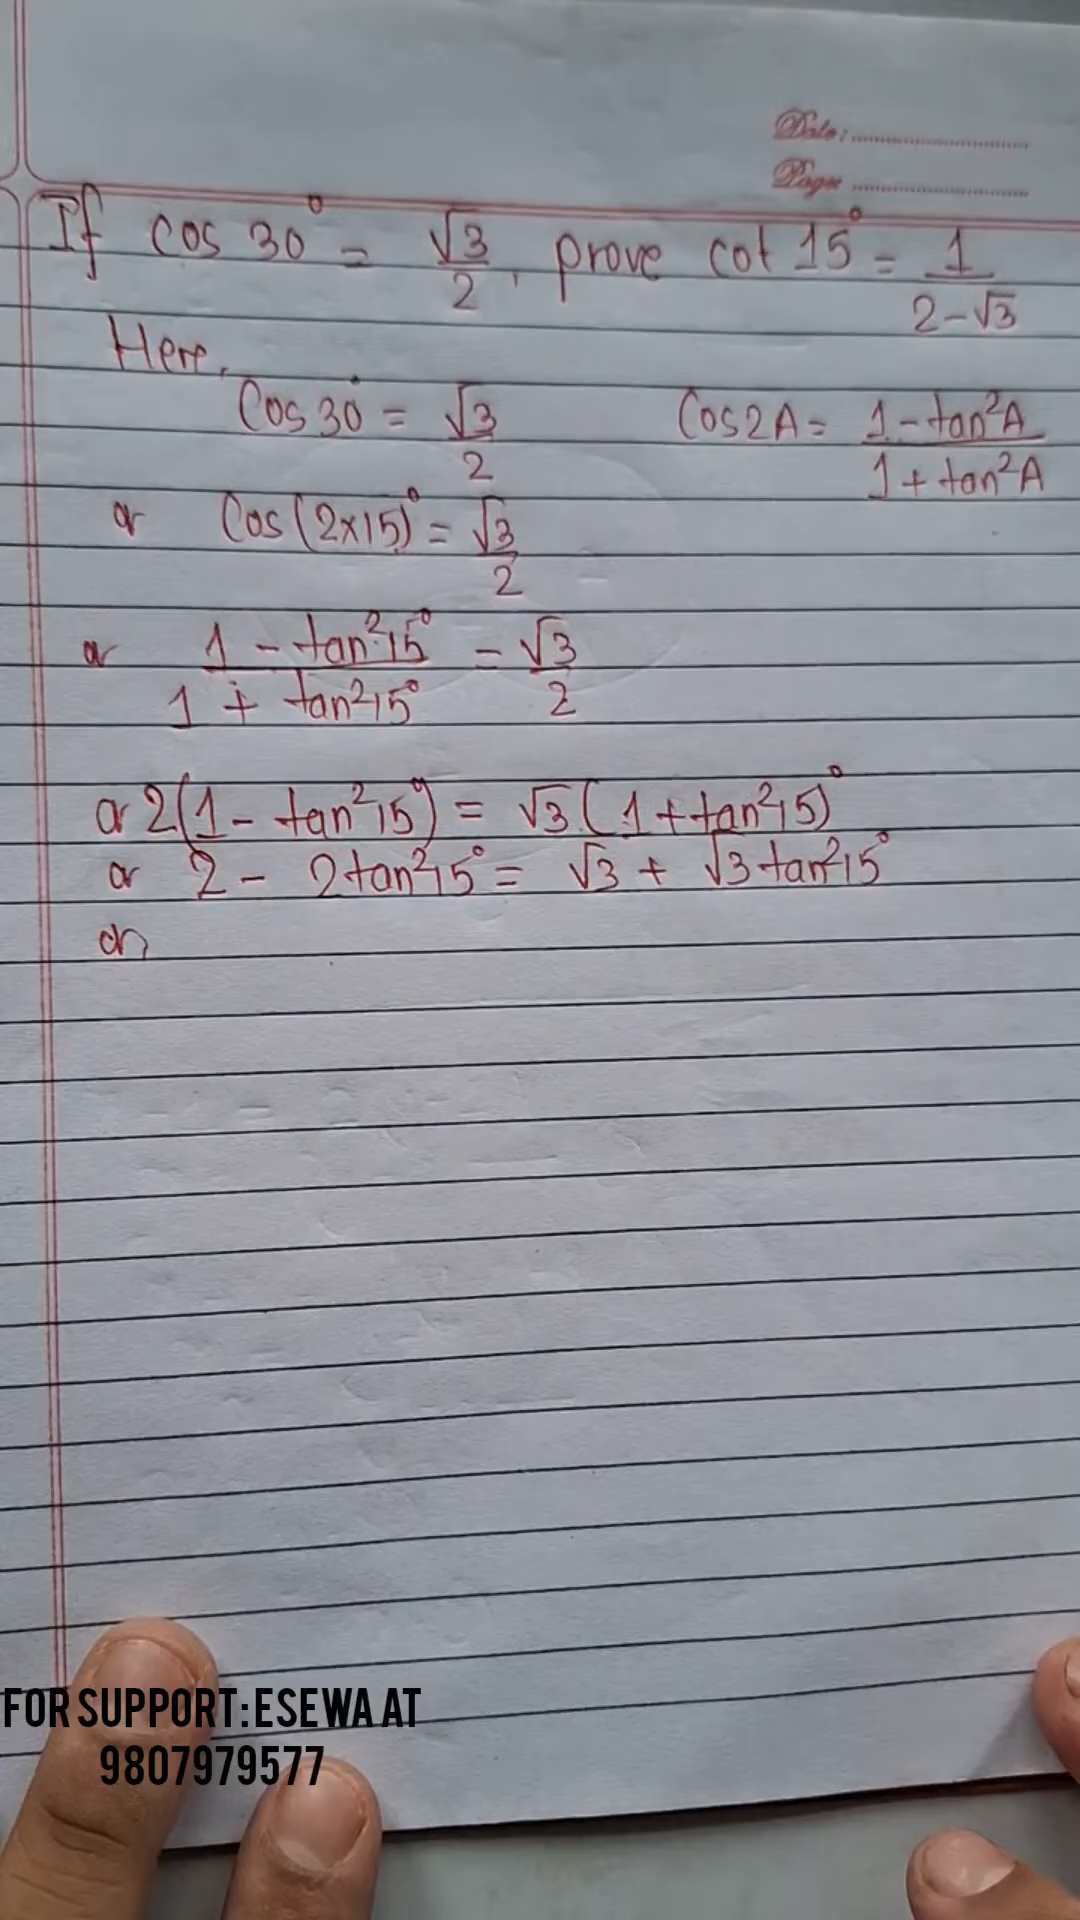 Date: ..............................
Page: ..............................
If cos 30° = √3/2, prove cot 15° = 1/(2-√3)
Here,
Cos 30° = √3/2
Cos2A = (1 - tan²A)/(1 + tan²A)
or Cos (2×15)° = √3/2
or (1 - tan²15°)/(1 + tan²15°) = √3/2
or 2(1 - tan²15°) = √3 (1 + tan²15)°
or 2 - 2tan²15° = √3 + √3tan²15°
or
FOR SUPPORT: ESEWA AT
9807979577